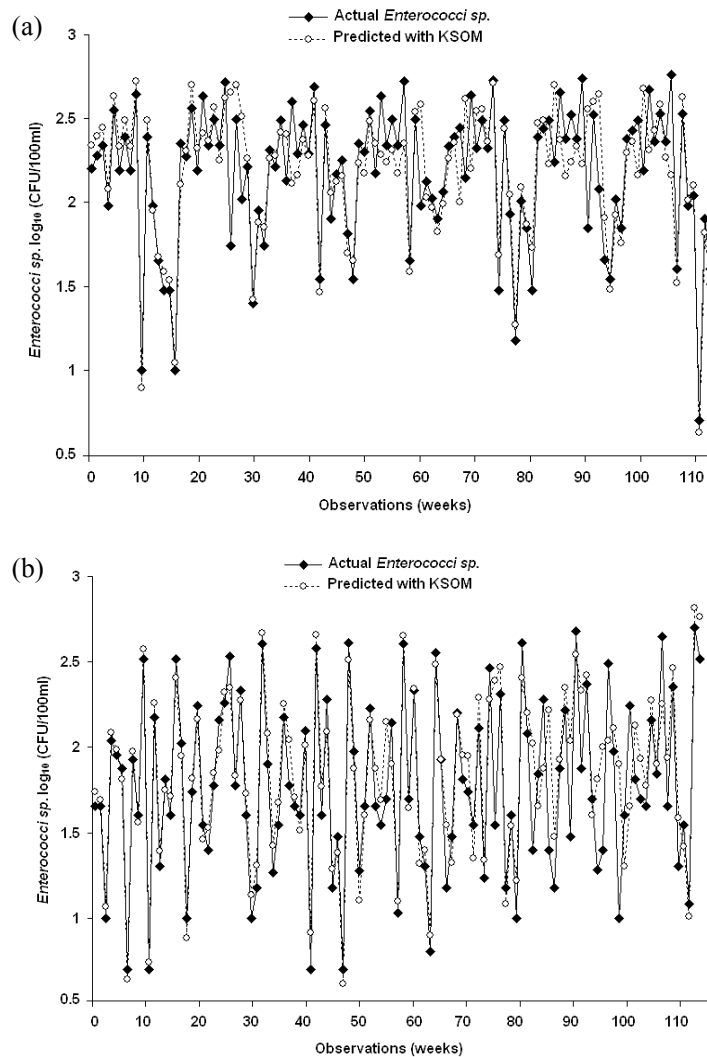 (a)
Actual Enterococci sp.
Predicted with KSOM
3
2.5
2
1.5
1
0.5
Enterococci sp. log₁₀ (CFU/100ml)
0 10 20 30 40 50 60 70 80 90 100 110
Observations (weeks)
(b)
Actual Enterococci sp.
Predicted with KSOM
3
2.5
2
1.5
1
0.5
Enterococci sp. log₁₀ (CFU/100ml)
0 10 20 30 40 50 60 70 80 90 100 110
Observations (weeks)